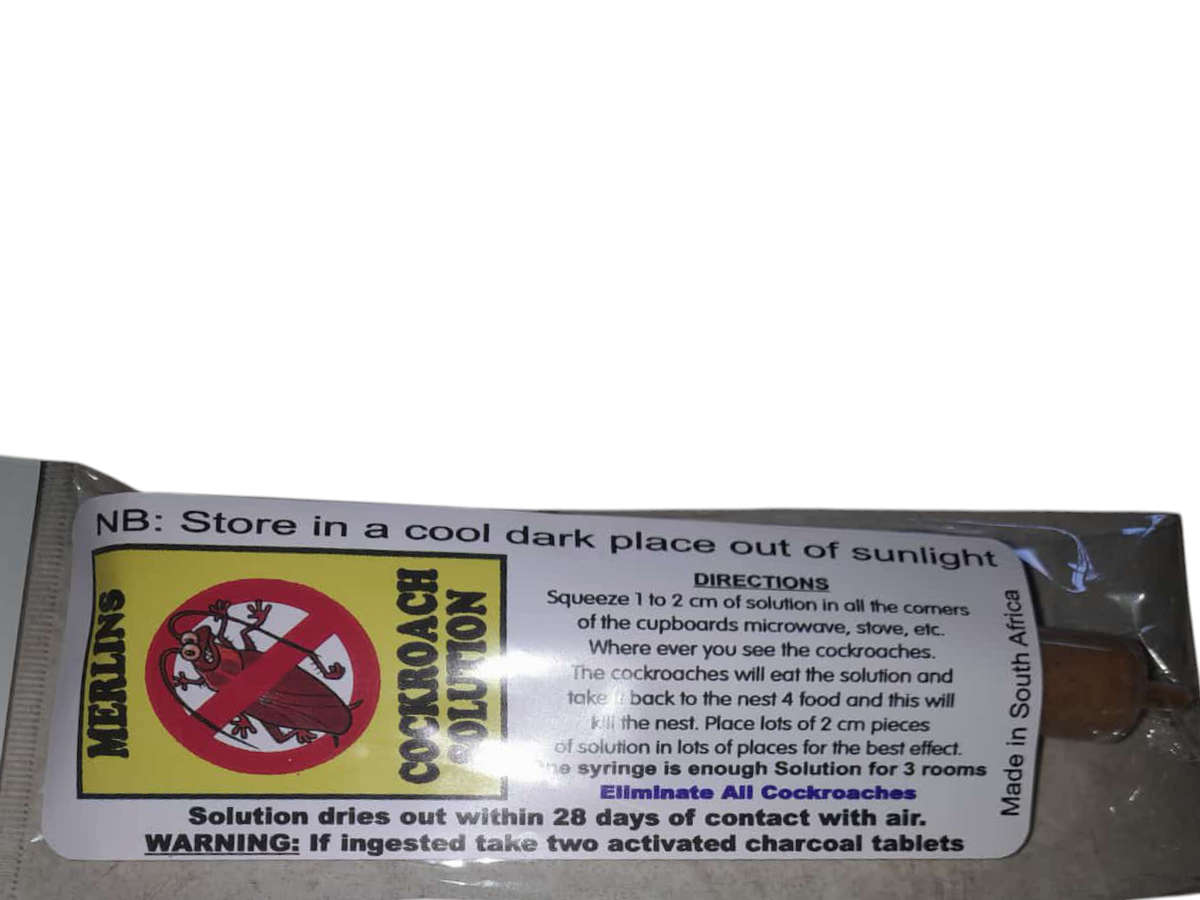 NB: Store in a cool dark place out of sunlight
MERLINS
COCKROACH
SOLUTION
DIRECTIONS
Squeeze 1 to 2 cm of solution in all the corners
of the cupboards microwave, stove, etc.
Where ever you see the cockroaches.
The cockroaches will eat the solution and
take back to the nest 4 food and this will
kill the nest. Place lots of 2 cm pieces
of solution in lots of places for the best effect.
One syringe is enough Solution for 3 rooms
Eliminate All Cockroaches
Made in South Africa
Solution dries out within 28 days of contact with air.
WARNING: If ingested take two activated charcoal tablets